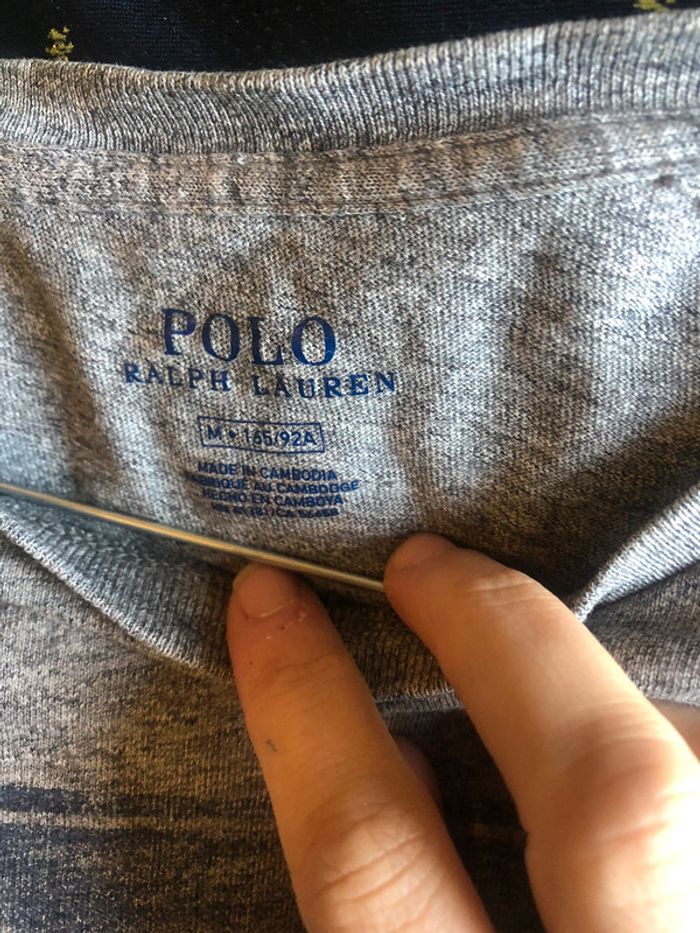 POLO
RALPH LAUREN
M • 165/92A
MADE IN CAMBODIA
FABRIQUÉ AU CAMBODGE
HECHO EN CAMBOYA